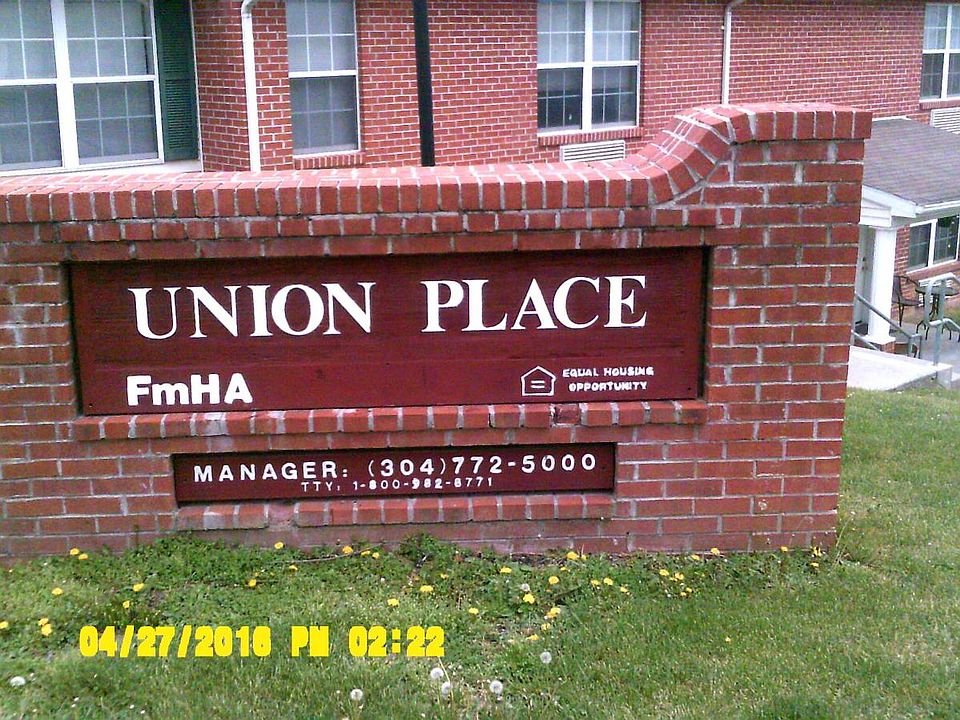 UNION PLACE
FmHA
EQUAL HOUSING
OPPORTUNITY
MANAGER: (304)772-5000
TTY: 1-800-982-8771
04/27/2016 PM 02:22